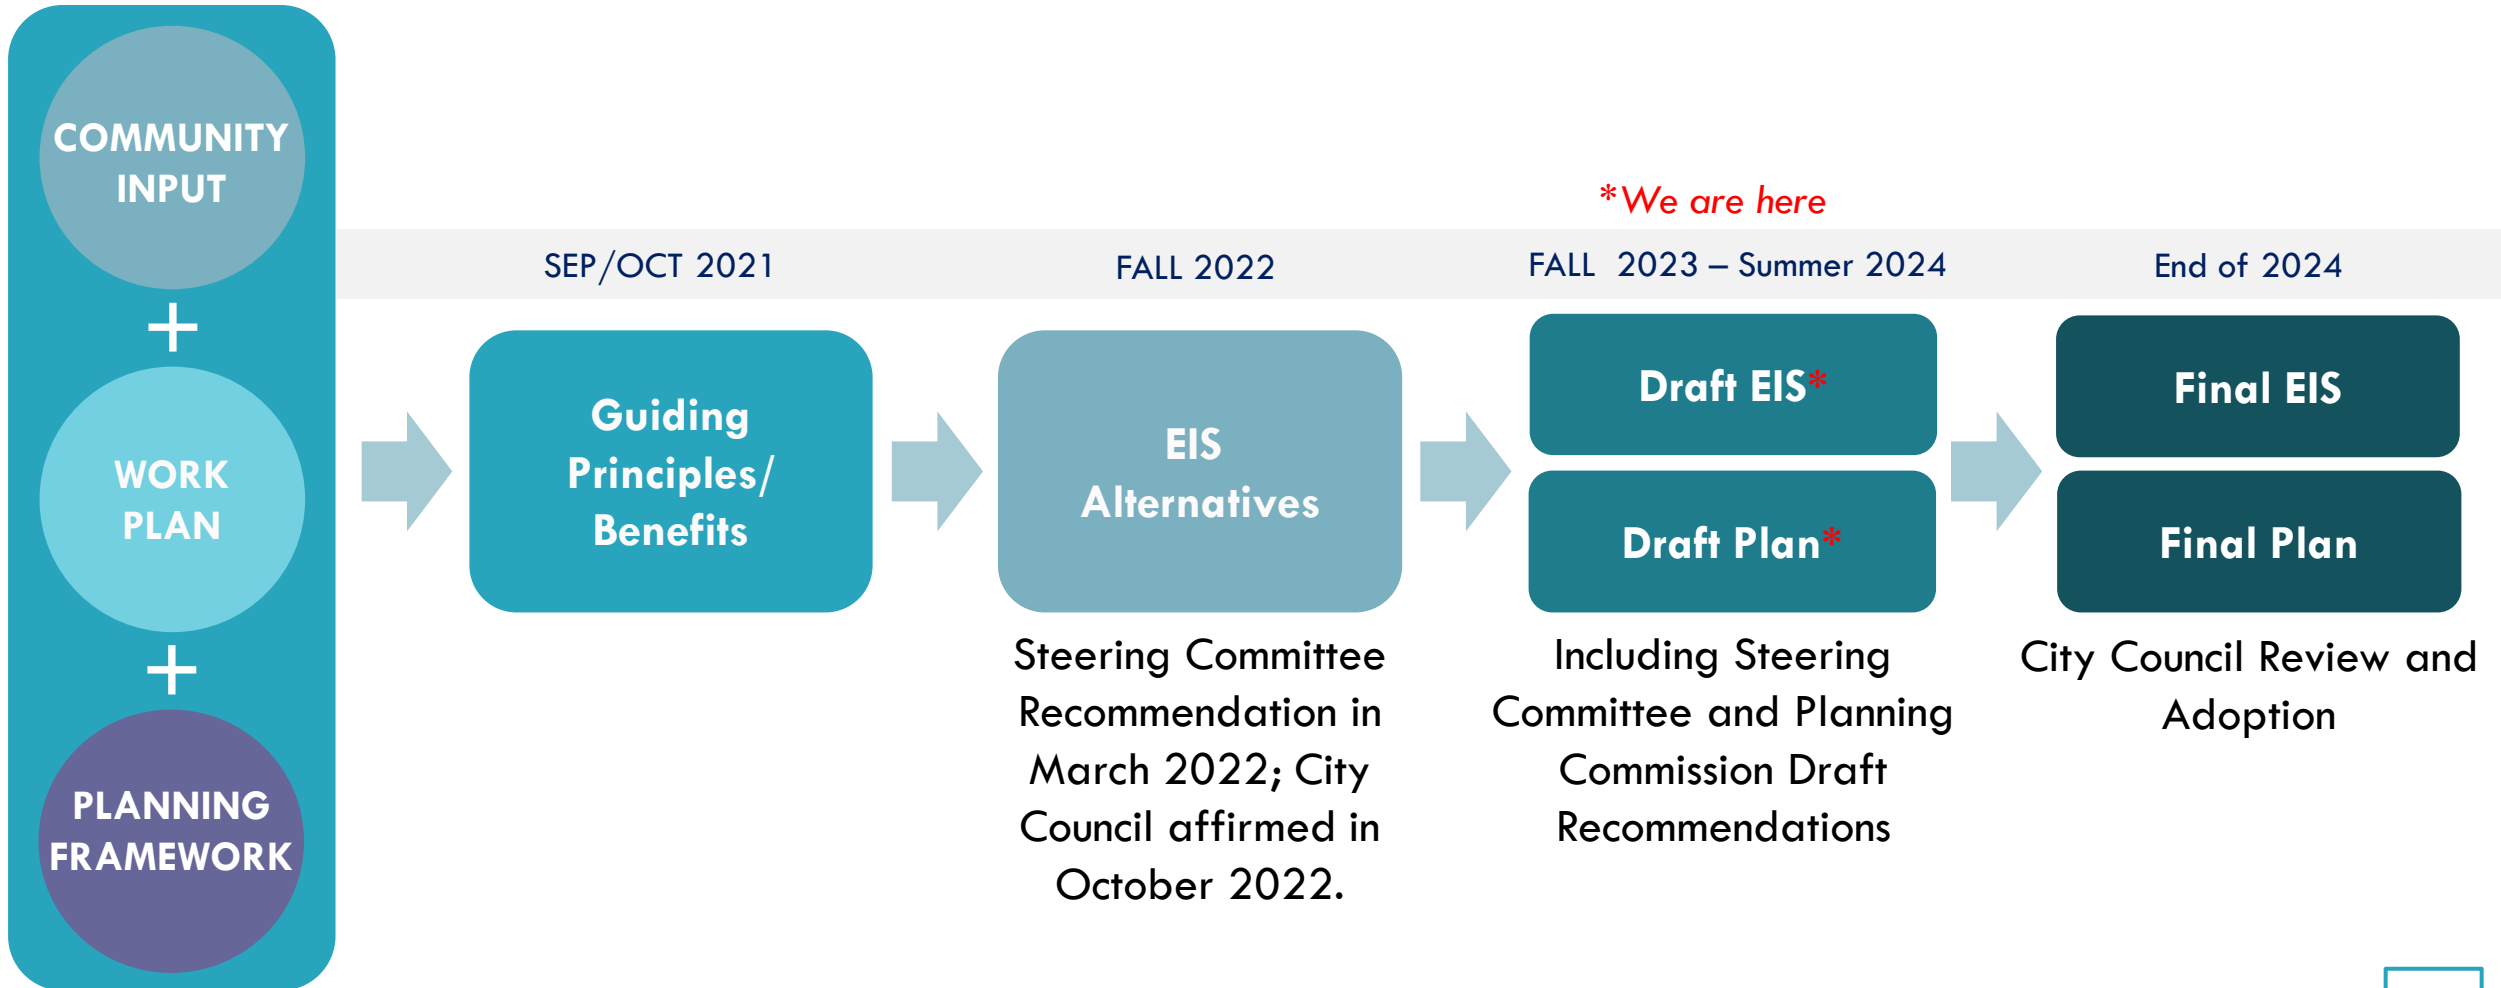 COMMUNITY
INPUT
+
WORK
PLAN
+
PLANNING
FRAMEWORK
*We are here
SEP/OCT 2021
FALL 2022
FALL 2023 – Summer 2024
End of 2024
Guiding
Principles/
Benefits
EIS
Alternatives
Steering Committee
Recommendation in
March 2022; City
Council affirmed in
October 2022.
Draft EIS*
Draft Plan*
Including Steering
Committee and Planning
Commission Draft
Recommendations
Final EIS
Final Plan
City Council Review and
Adoption